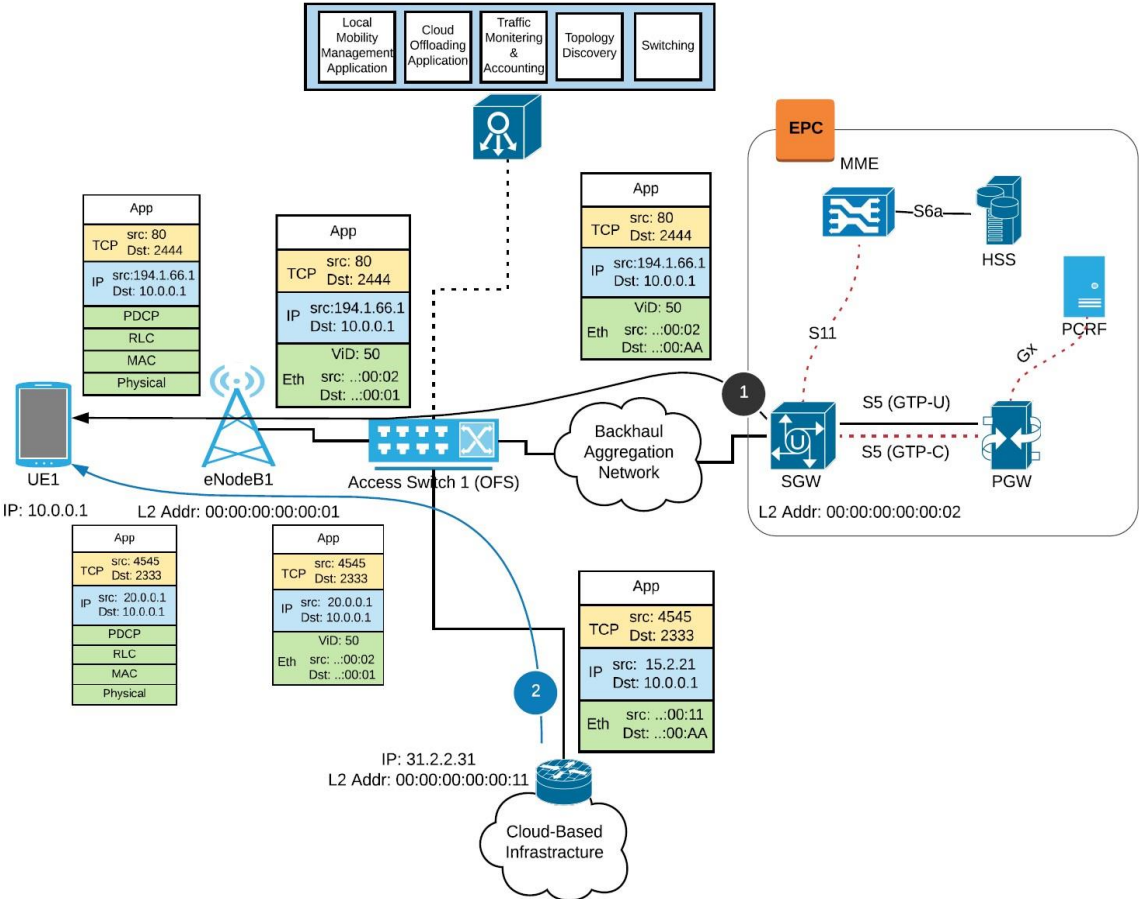 Local
Mobility
Management
Application
Cloud
Offloading
Application
Traffic
Monitering
&
Accounting
Topology
Discovery
Switching
EPC
MME
S6a
HSS
S11
PCRF
Gx
App
TCP src: 80
Dst: 2444
IP src:194.1.66.1
Dst: 10.0.0.1
PDCP
RLC
MAC
Physical
App
TCP src: 80
Dst: 2444
IP src:194.1.66.1
Dst: 10.0.0.1
ViD: 50
Eth src: ..:00:02
Dst: ..:00:01
App
TCP src: 80
Dst: 2444
IP src:194.1.66.1
Dst: 10.0.0.1
ViD: 50
Eth src: ..:00:02
Dst: ..:00:AA
1
UE1
IP: 10.0.0.1
eNodeB1
L2 Addr: 00:00:00:00:00:01
Access Switch 1 (OFS)
Backhaul
Aggregation
Network
U
SGW
L2 Addr: 00:00:00:00:00:02
S5 (GTP-U)
S5 (GTP-C)
PGW
App
TCP src: 4545
Dst: 2333
IP src: 20.0.0.1
Dst: 10.0.0.1
PDCP
RLC
MAC
Physical
App
TCP src: 4545
Dst: 2333
IP src: 20.0.0.1
Dst: 10.0.0.1
ViD: 50
Eth src: ..:00:02
Dst: ..:00:01
App
TCP src: 4545
Dst: 2333
IP src: 15.2.21
Dst: 10.0.0.1
Eth src: ..:00:11
Dst: ..:00:AA
2
IP: 31.2.2.31
L2 Addr: 00:00:00:00:00:11
Cloud-Based
Infrastracture